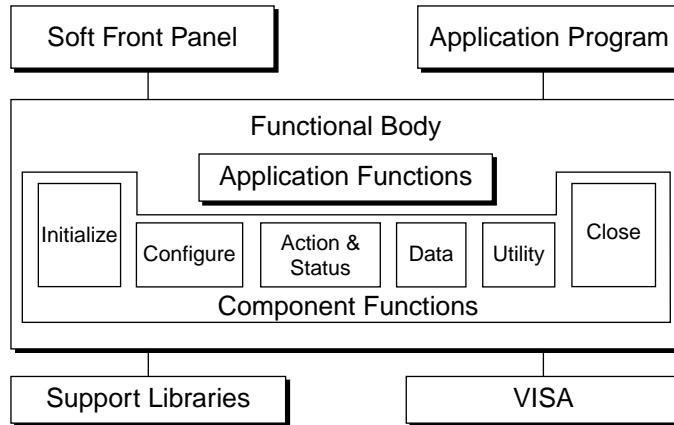 Soft Front Panel
Application Program
Functional Body
Application Functions
Initialize
Configure
Action &
Status
Data
Utility
Close
Component Functions
Support Libraries
VISA